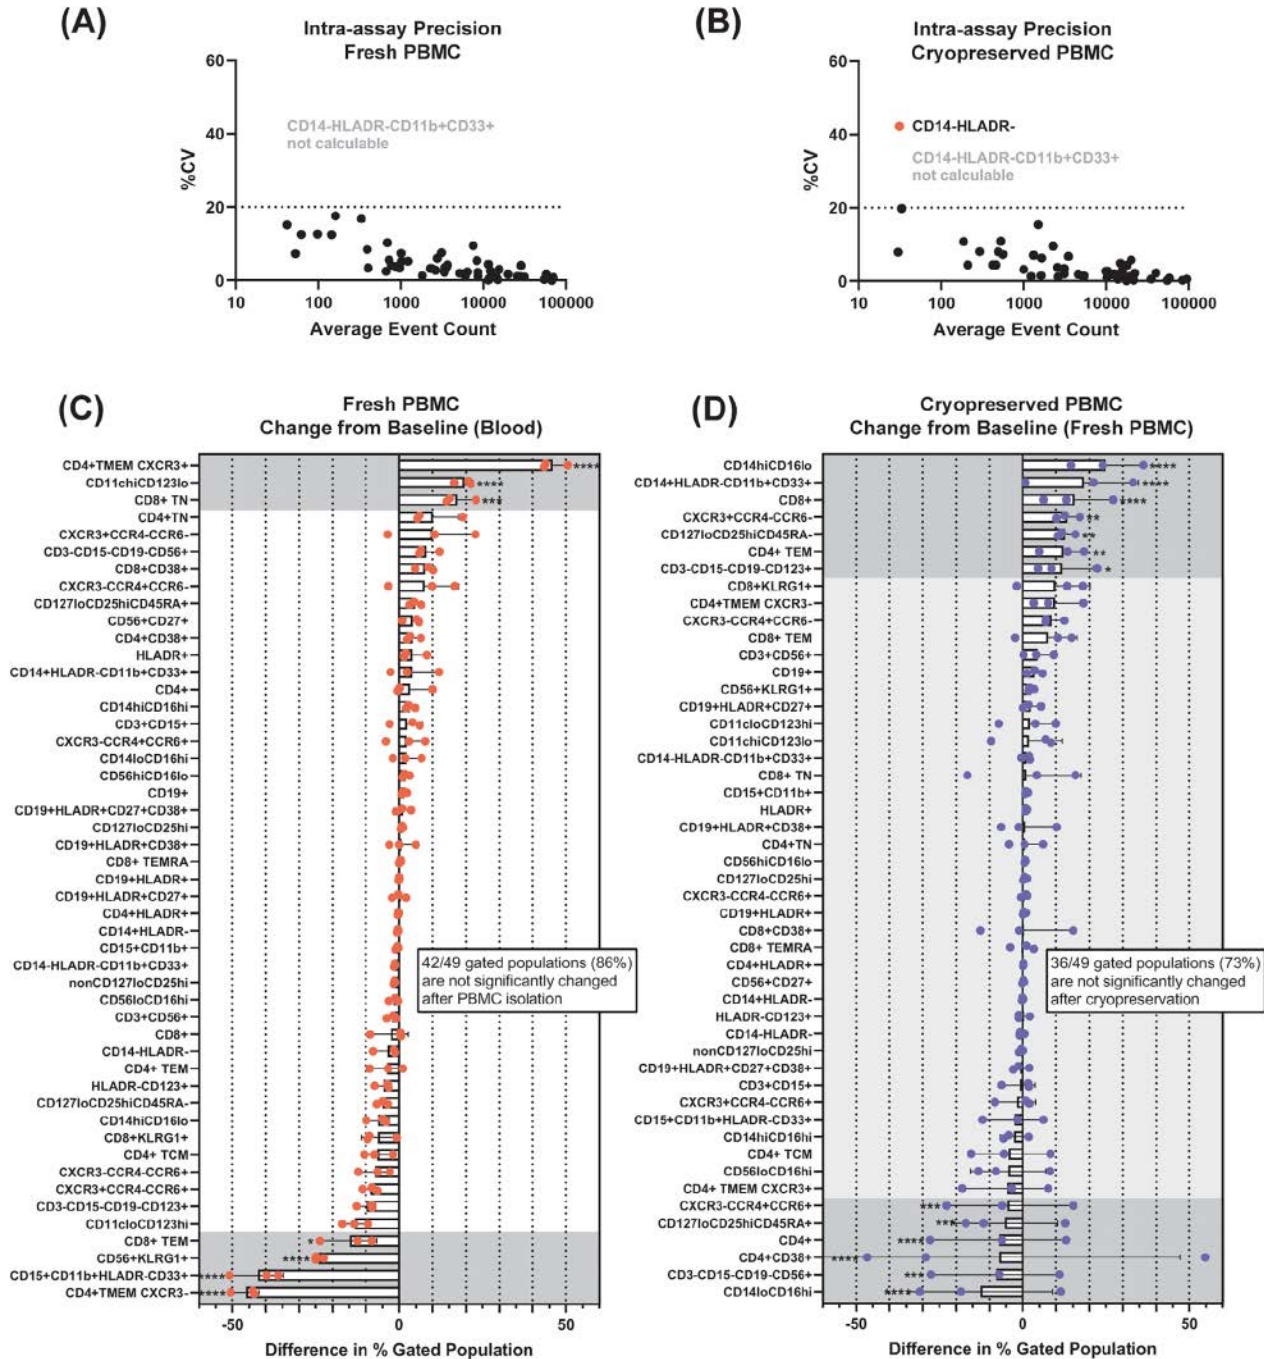 (A)
Intra-assay Precision
Fresh PBMC
60
40
20
0
%CV
CD14-HLADR-CD11b+CD33+
not calculable
10
100
1000
10000
100000
Average Event Count
(B)
Intra-assay Precision
Cryopreserved PBMC
60
40
20
0
%CV
CD14-HLADR-
CD14-HLADR-CD11b+CD33+
not calculable
10
100
1000
10000
100000
Average Event Count
(C)
Fresh PBMC
Change from Baseline (Blood)
CD4+TMEM CXCR3+
****
CD11chiCD123lo
****
CD8+ TN
***
CD4+TN
CXCR3+CCR4-CCR6-
CD3-CD15-CD19-CD56+
CD8+CD38+
CXCR3-CCR4+CCR6-
CD127loCD25hiCD45RA+
CD56+CD27+
CD4+CD38+
HLADR+
CD14+HLADR-CD11b+CD33+
CD4+
CD14hiCD16hi
CD3+CD15+
CXCR3-CCR4+CCR6+
CD14loCD16hi
CD56hiCD16lo
CD19+
CD19+HLADR+CD27+CD38+
CD127loCD25hi
CD19+HLADR+CD38+
CD8+ TEMRA
CD19+HLADR+
CD19+HLADR+CD27+
CD4+HLADR+
CD14+HLADR-
CD15+CD11b+
CD14-HLADR-CD11b+CD33+
nonCD127loCD25hi
CD56loCD16hi
CD3+CD56+
CD8+
CD14-HLADR-
CD4+ TEM
HLADR-CD123+
CD127loCD25hiCD45RA-
CD14hiCD16lo
CD8+KLRG1+
CD4+ TCM
CXCR3-CCR4-CCR6+
CXCR3+CCR4-CCR6+
CD3-CD15-CD19-CD123+
CD11cloCD123hi
CD8+ TEM
*
CD56+KLRG1+
****
CD15+CD11b+HLADR-CD33+
****
CD4+TMEM CXCR3-
****
42/49 gated populations (86%)
are not significantly changed
after PBMC isolation
-50
0
50
Difference in % Gated Population
(D)
Cryopreserved PBMC
Change from Baseline (Fresh PBMC)
CD14hiCD16lo
****
CD14+HLADR-CD11b+CD33+
****
CD8+
****
CXCR3+CCR4-CCR6-
**
CD127loCD25hiCD45RA-
**
CD4+ TEM
**
CD3-CD15-CD19-CD123+
*
CD8+KLRG1+
CD4+TMEM CXCR3-
CXCR3-CCR4+CCR6-
CD8+ TEM
CD3+CD56+
CD19+
CD56+KLRG1+
CD19+HLADR+CD27+
CD11cloCD123hi
CD11chiCD123lo
CD14-HLADR-CD11b+CD33+
CD8+ TN
CD15+CD11b+
HLADR+
CD19+HLADR+CD38+
CD4+TN
CD56hiCD16lo
CD127loCD25hi
CXCR3-CCR4-CCR6+
CD19+HLADR+
CD8+CD38+
CD8+ TEMRA
CD4+HLADR+
CD56+CD27+
CD14+HLADR-
HLADR-CD123+
CD14-HLADR-
nonCD127loCD25hi
CD19+HLADR+CD27+CD38+
CD3+CD15+
CXCR3+CCR4-CCR6+
CD15+CD11b+HLADR-CD33+
CD14hiCD16hi
CD4+ TCM
CD56loCD16hi
CD4+ TMEM CXCR3+
CXCR3-CCR4+CCR6+
***
CD127loCD25hiCD45RA+
***
CD4+
****
CD4+CD38+
****
CD3-CD15-CD19-CD56+
***
CD14loCD16hi
****
36/49 gated populations (73%)
are not significantly changed
after cryopreservation
-50
0
50
Difference in % Gated Population